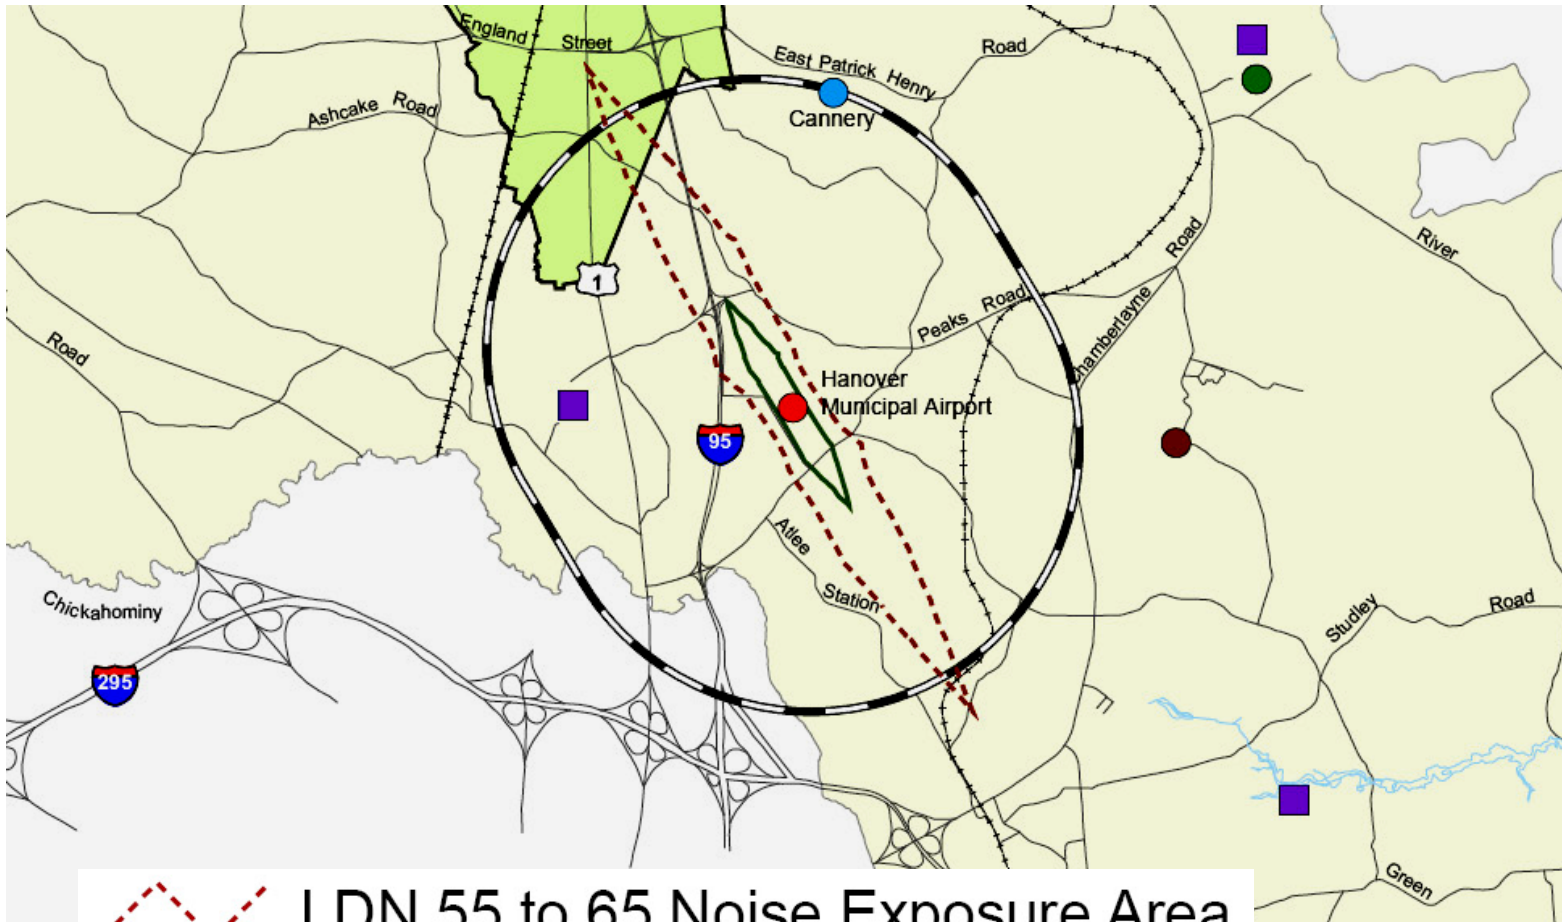 England
Street
East Patrick Henry
Road
Ashcake Road
Cannery
River
Road
Chamberlayne
1
Peaks Road
Road
Hanover
Municipal Airport
95
Atlee
Station
Chickahominy
Studley
Road
295
Green
LDN 55 to 65 Noise Exposure Area